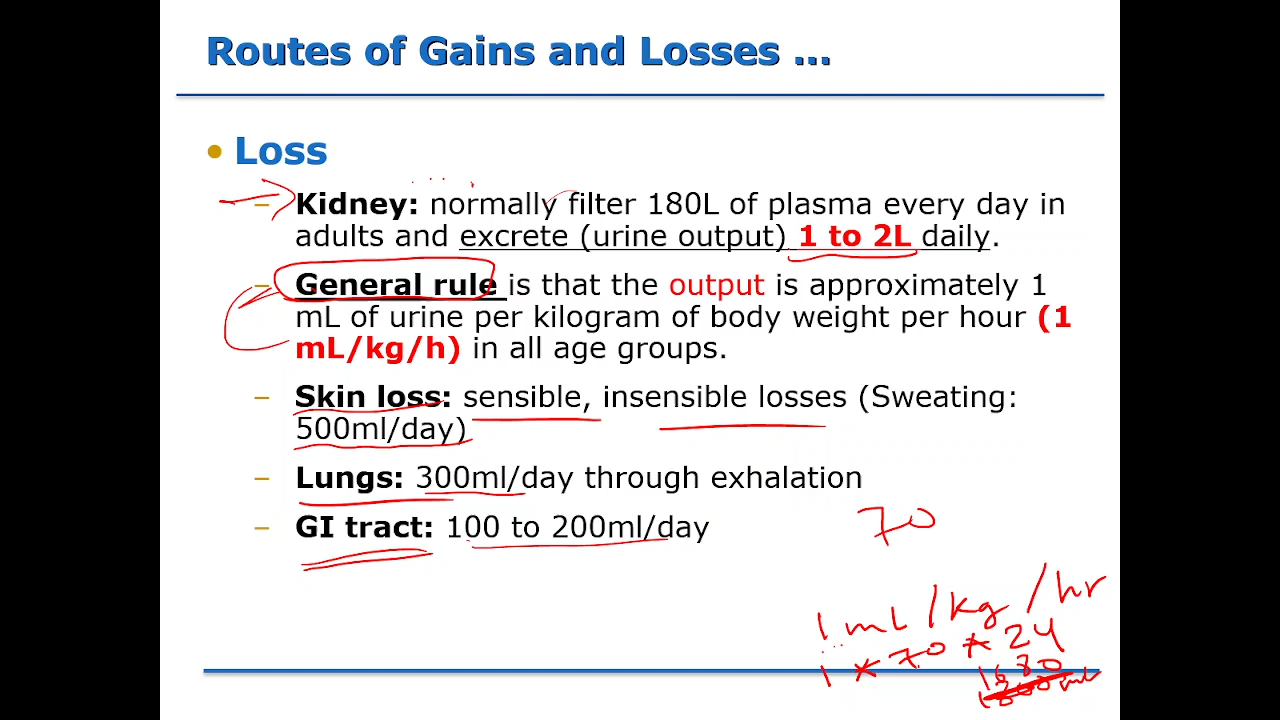 Routes of Gains and Losses ...
• Loss
– Kidney: normally filter 180L of plasma every day in
adults and excrete (urine output) 1 to 2L daily.
– General rule is that the output is approximately 1
mL of urine per kilogram of body weight per hour (1
mL/kg/h) in all age groups.
– Skin loss: sensible, insensible losses (Sweating:
500ml/day)
– Lungs: 300ml/day through exhalation
– GI tract: 100 to 200ml/day
70
1 mL/kg/hr
1 * 70 * 24
1680